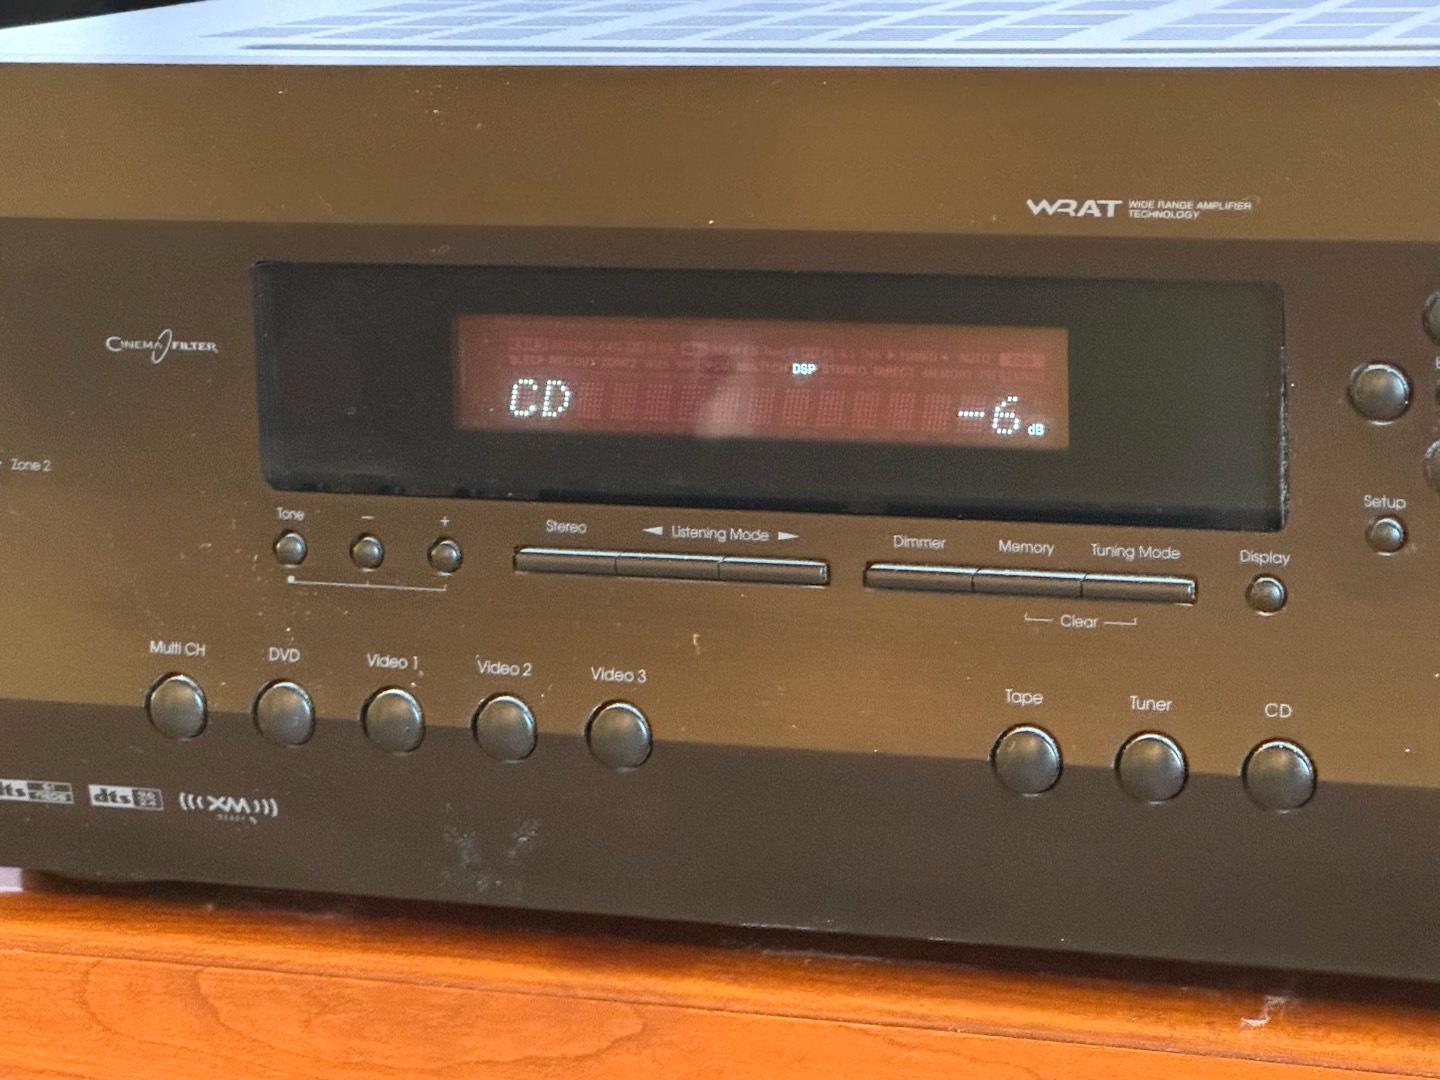 WRAT WIDE RANGE AMPLIFIER
TECHNOLOGY
CINEMA FILTER
DSP
CD -6 dB
Zone 2
Tone - +
Stereo ◄ Listening Mode ►
Dimmer Memory Tuning Mode
Display
Setup
Clear
Multi CH DVD Video 1 Video 2 Video 3
Tape Tuner CD
dts
dts
XM